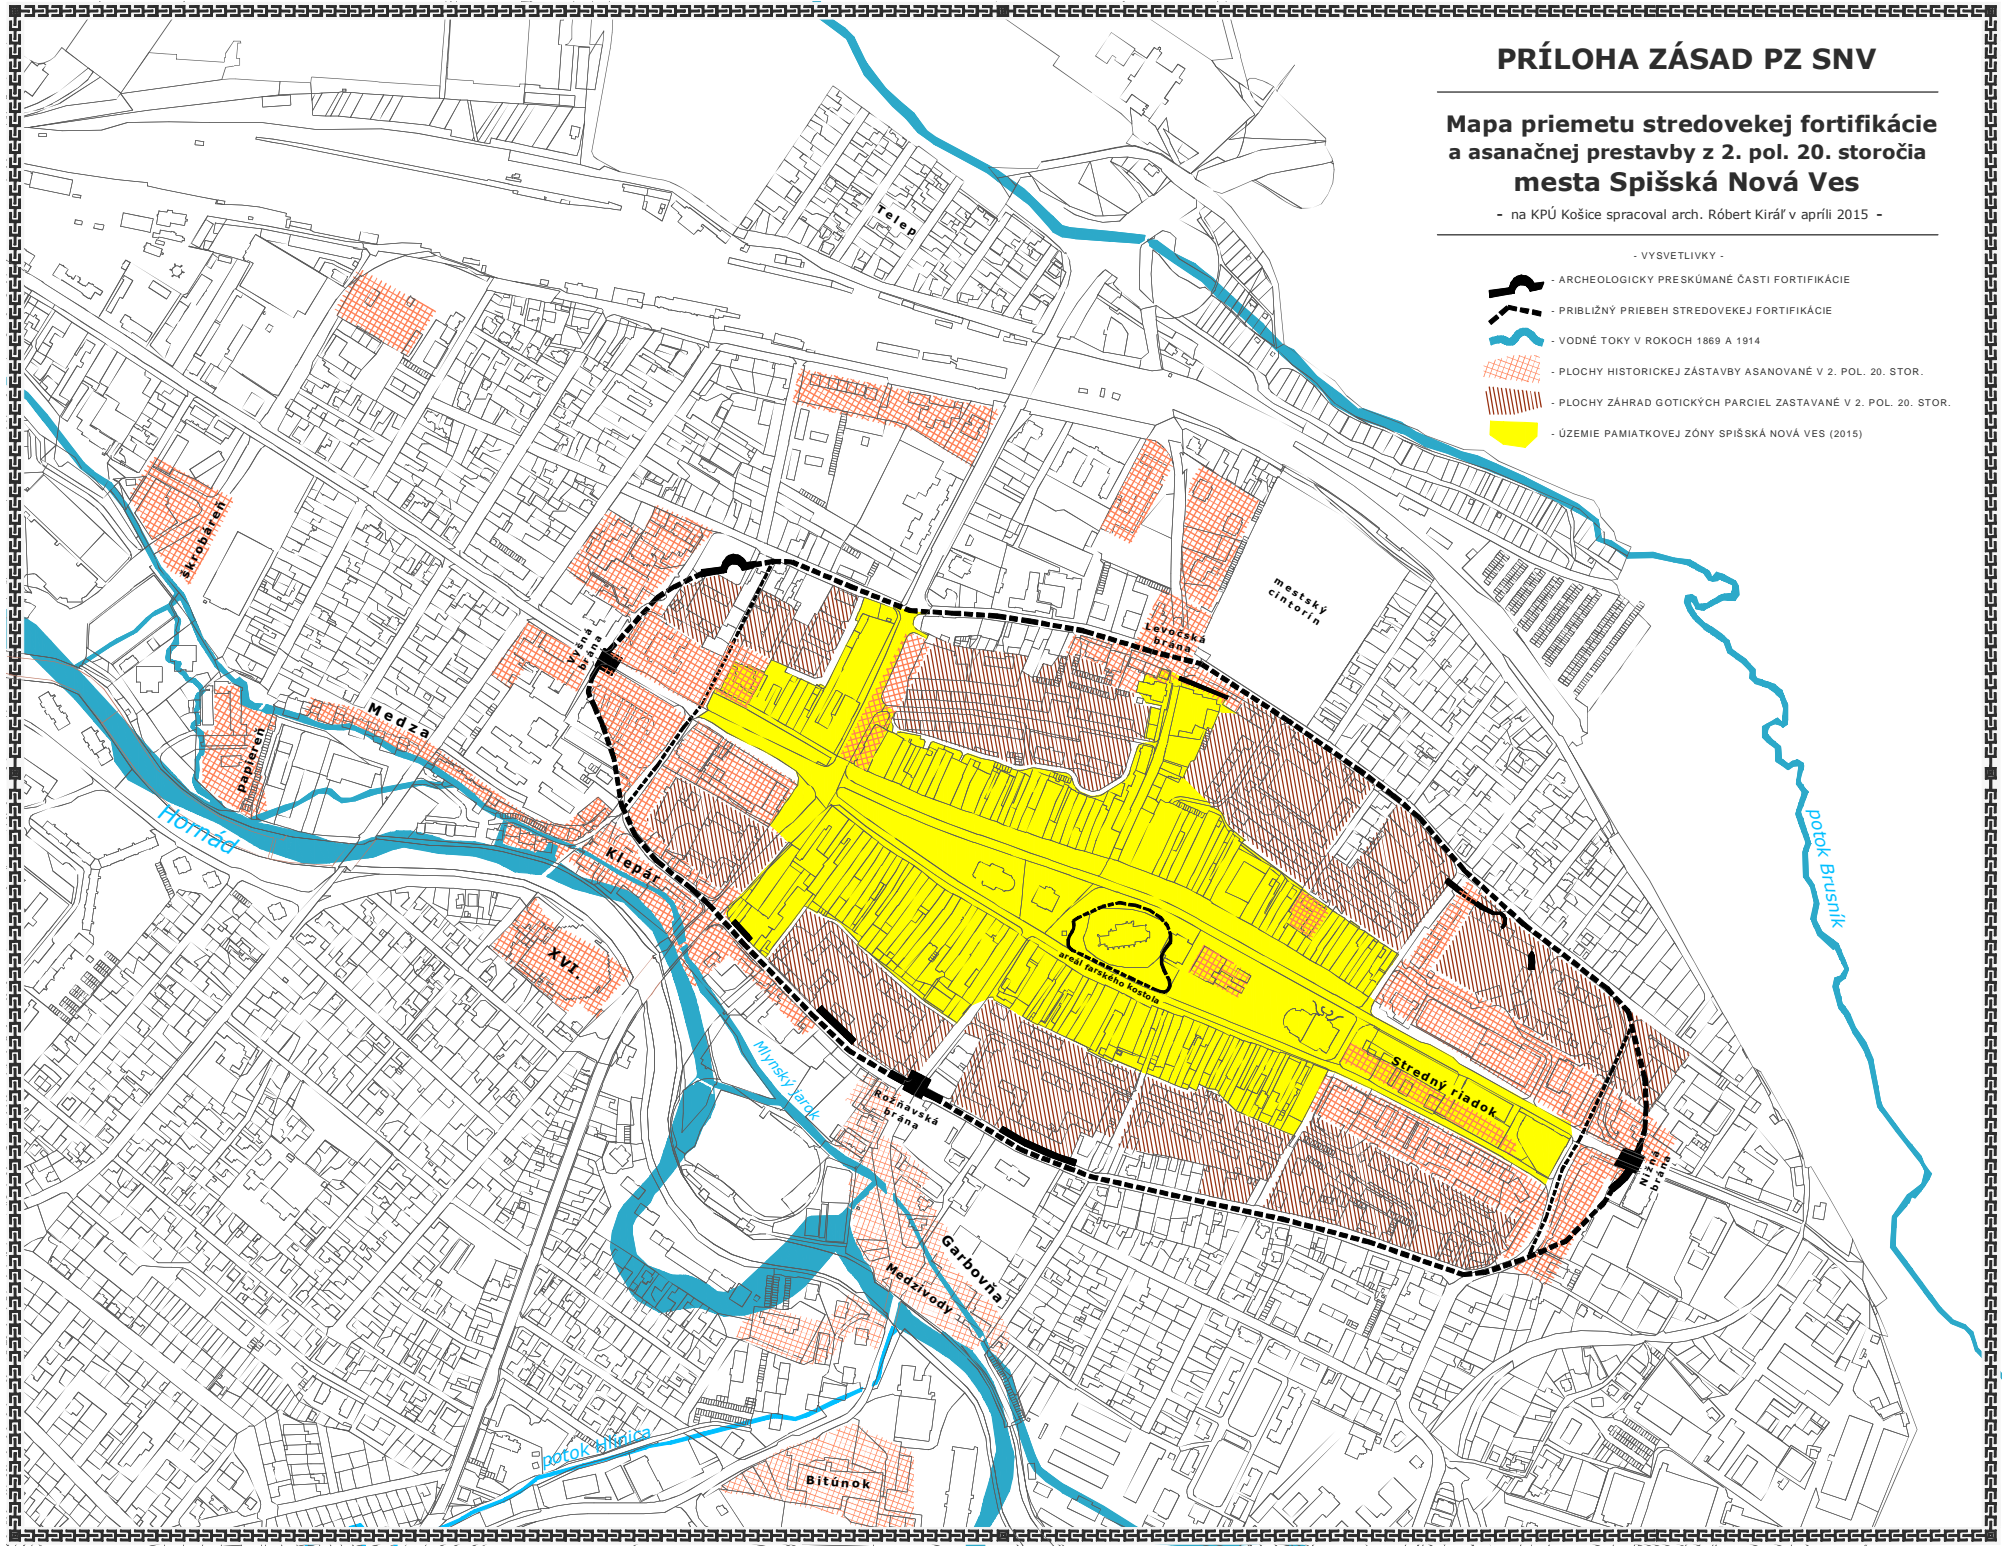 PRÍLOHA ZÁSAD PZ SNV
Mapa priemetu stredovekej fortifikácie
a asanačnej prestavby z 2. pol. 20. storočia
mesta Spišská Nová Ves
- na KPÚ Košice spracoval arch. Róbert Kiráľ v apríli 2015 -
- VYSVETLIVKY -
- ARCHEOLOGICKY PRESKÚMANÉ ČASTI FORTIFIKÁCIE
- PRIBLIŽNÝ PRIEBEH STREDOVEKEJ FORTIFIKÁCIE
- VODNÉ TOKY V ROKOCH 1869 A 1914
- PLOCHY HISTORICKEJ ZÁSTAVBY ASANOVANÉ V 2. POL. 20. STOR.
- PLOCHY ZÁHRAD GOTICKÝCH PARCIEL ZASTAVANÉ V 2. POL. 20. STOR.
- ÚZEMIE PAMIATKOVEJ ZÓNY SPIŠSKÁ NOVÁ VES (2015)
Telep
škrobáreň
mestský
cintorín
Levočská
brána
Vyšná
brána
Medza
papiereň
Hornád
Klepár
potok Brusník
XVI.
areál farského kostola
Mlynský jarok
Stredný riadok
Rožňavská
brána
Nižná
brána
Garbovňa
Medzivody
potok Hlinica
Bitúnok